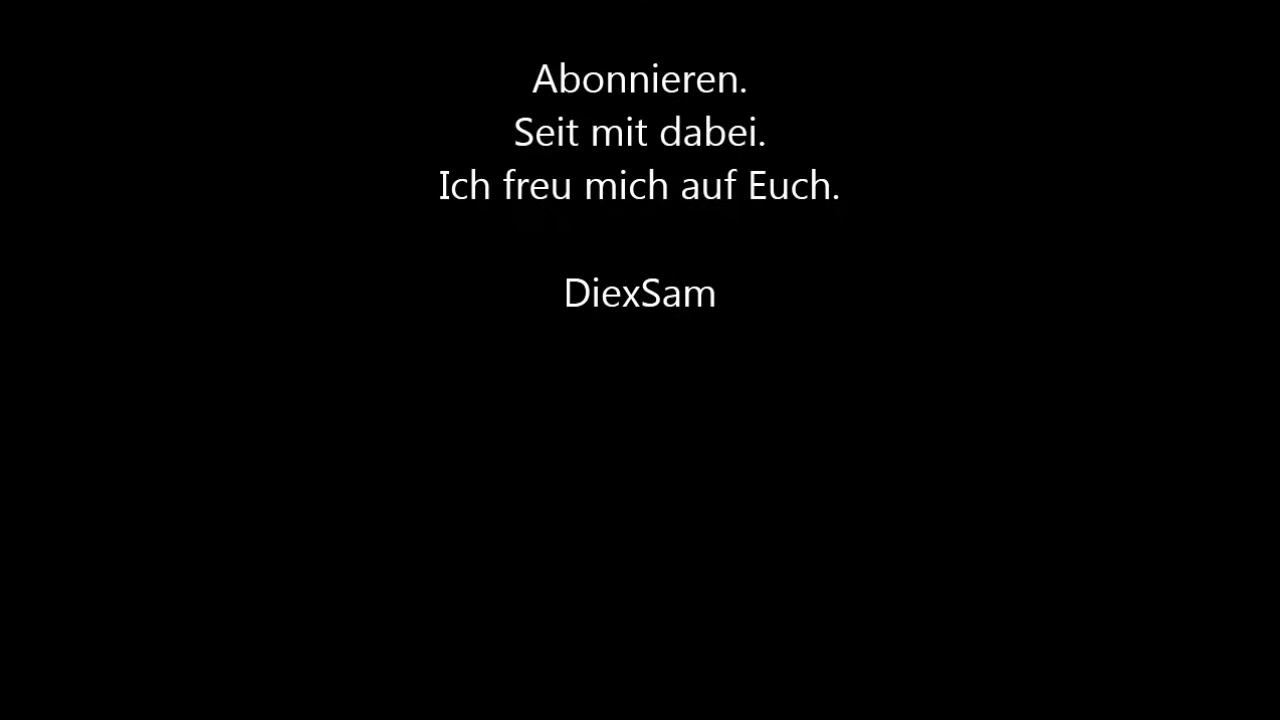 Abonnieren.
Seit mit dabei.
Ich freu mich auf Euch.
DiexSam